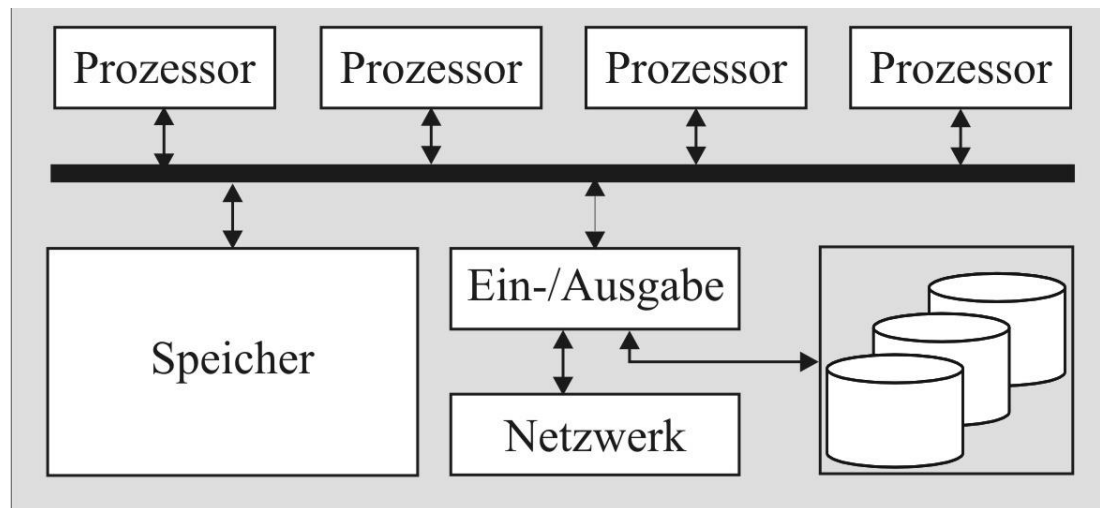 Prozessor
Prozessor
Prozessor
Prozessor
Speicher
Ein-/Ausgabe
Netzwerk